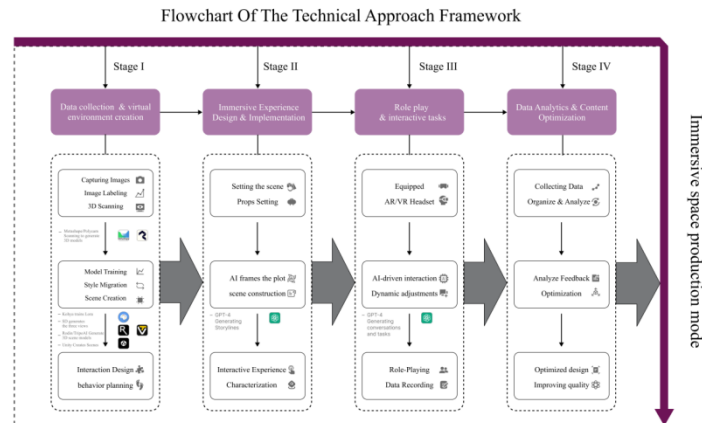 Flowchart Of The Technical Approach Framework
Stage I
Stage II
Stage III
Stage IV
Data collection & virtual
environment creation
Immersive Experience
Design & Implementation
Role play
& interactive tasks
Data Analytics & Content
Optimization
Capturing Images
Image Labeling
3D Scanning
Setting the scene
Props Setting
Equipped
AR/VR Headset
Collecting Data
Organize & Analyze
Scanning to generate
3D models
Model Training
Style Migration
Scene Creation
AI frames the plot
scene construction
AI-driven interaction
Dynamic adjustments
Analyze Feedback
Optimization
GPT-4
Generating
Storylines
GPT-4
Generating
conversations
and tasks
Interaction Design
behavior planning
Interactive Experience
Characterization
Role-Playing
Data Recording
Optimized design
Improving quality
Immersive space production mode